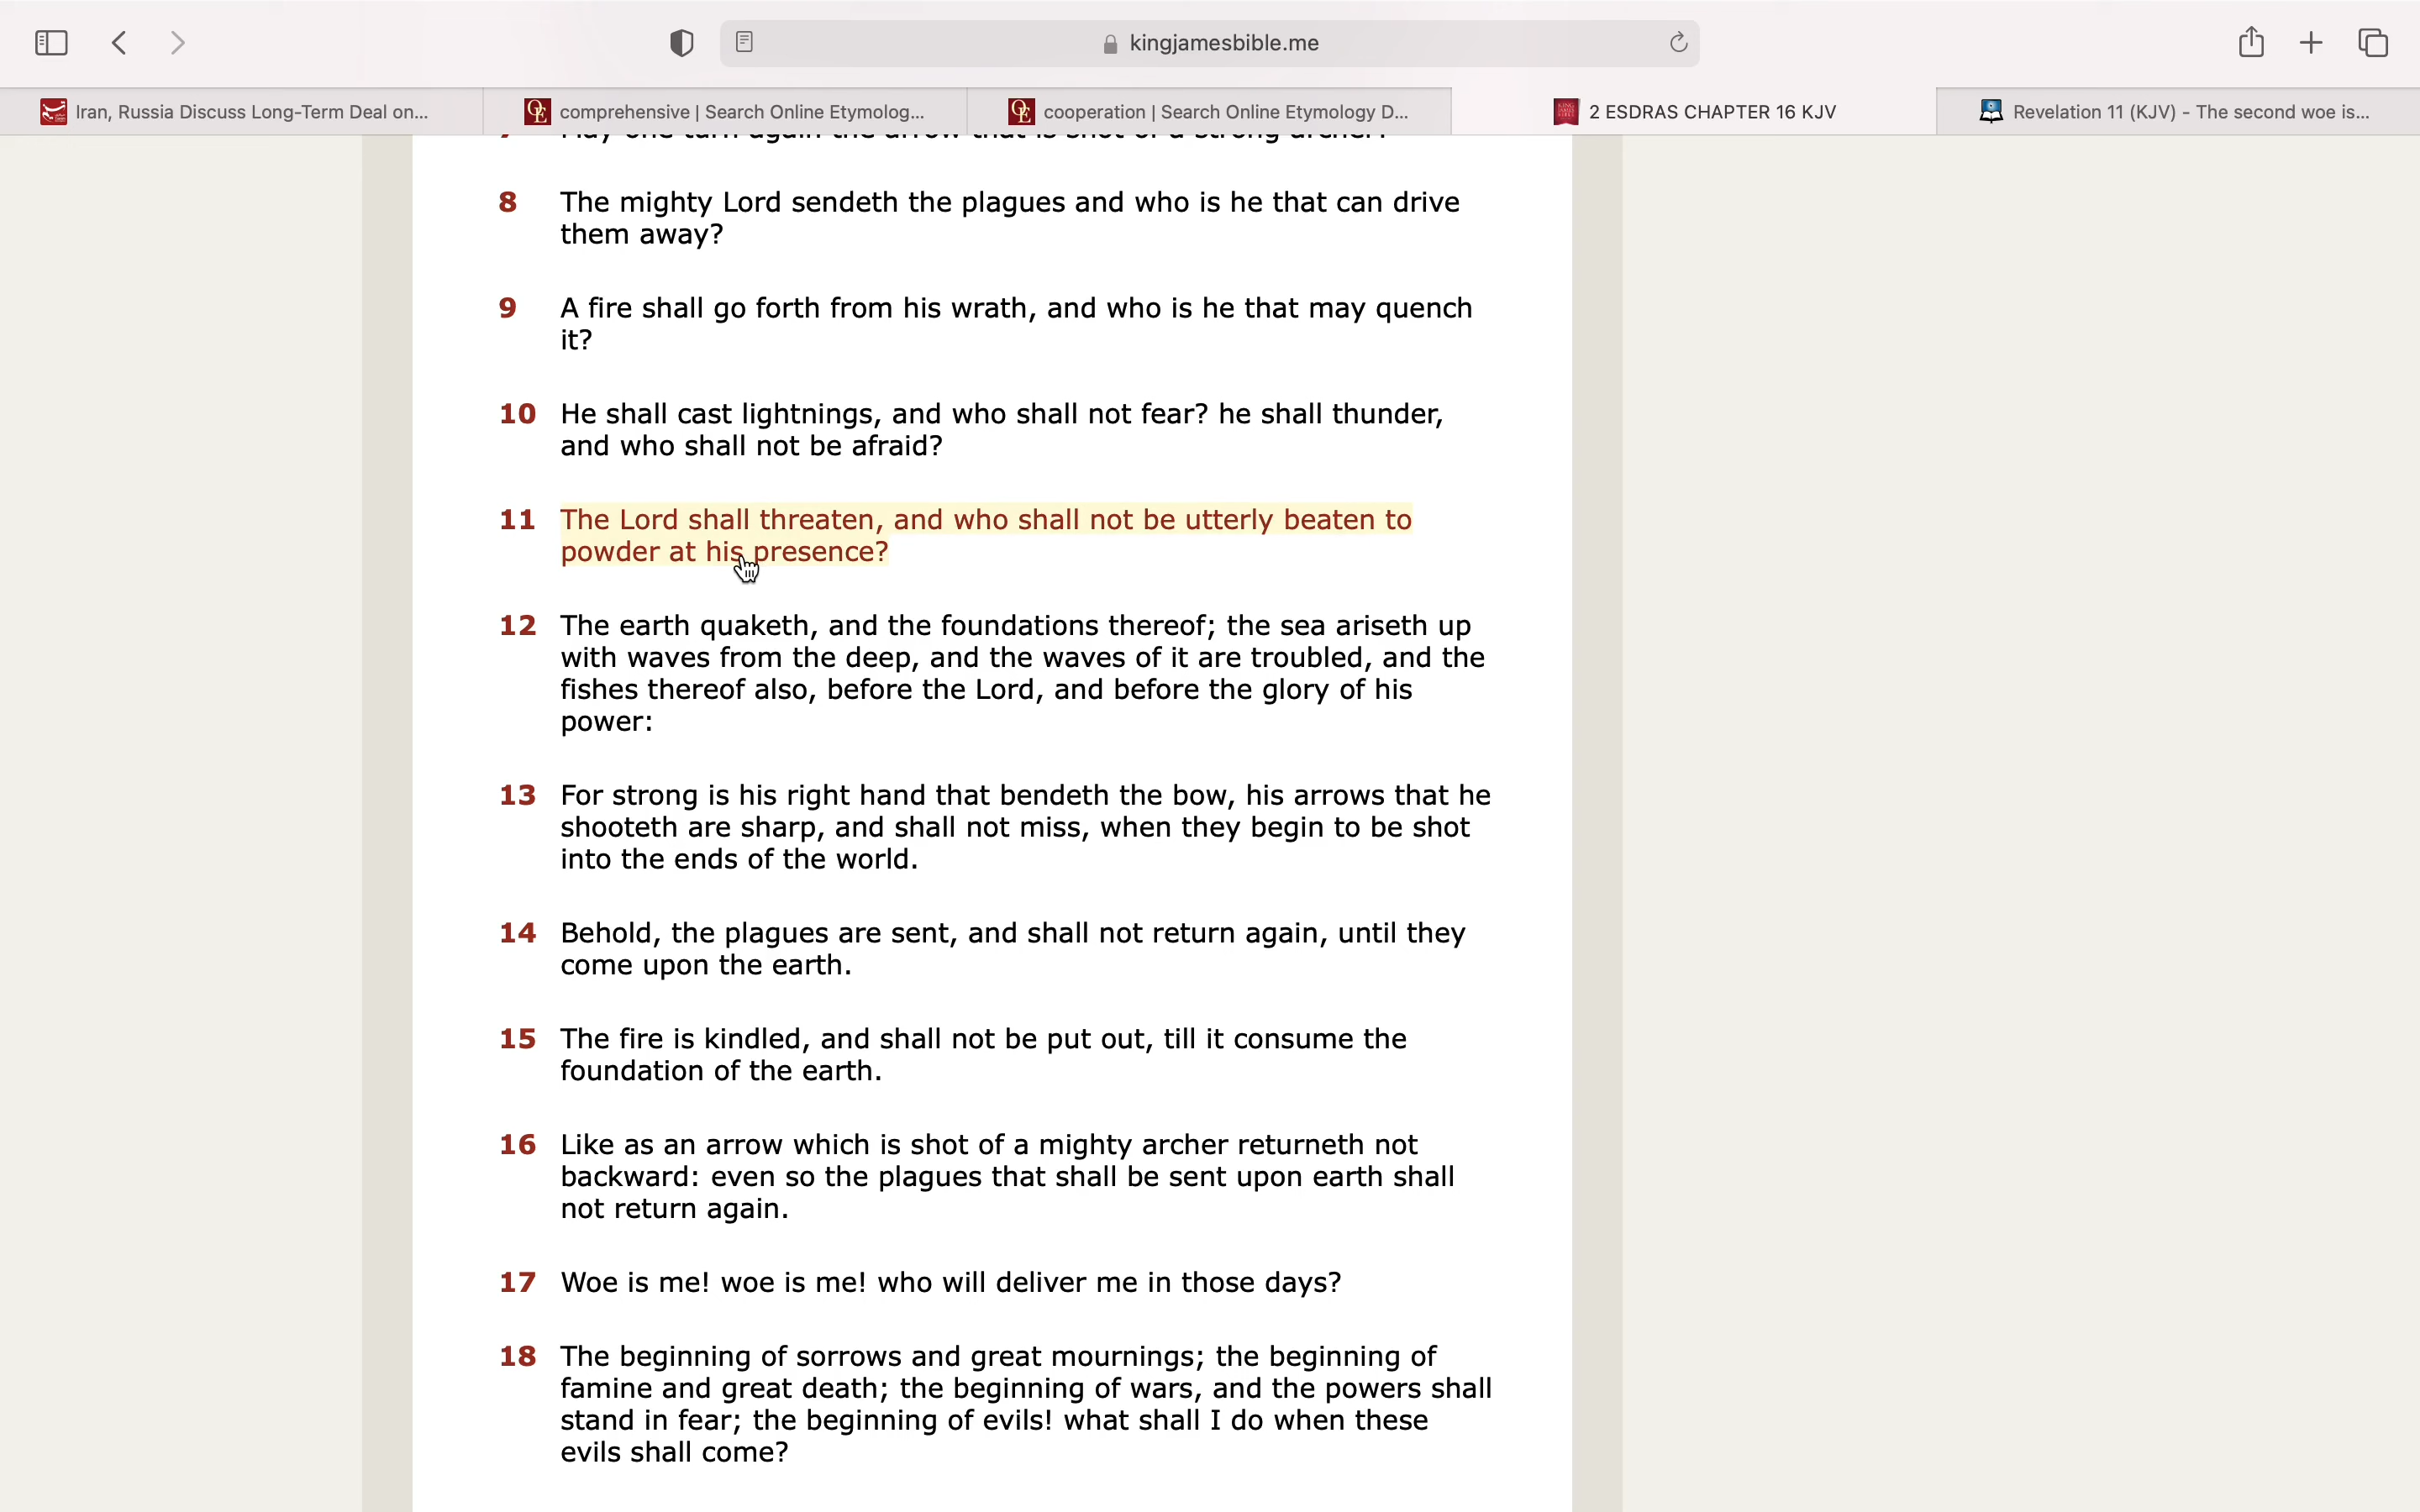 kingjamesbible.me
Iran, Russia Discuss Long-Term Deal on...
comprehensive | Search Online Etymolog...
cooperation | Search Online Etymology D...
2 ESDRAS CHAPTER 16 KJV
Revelation 11 (KJV) - The second woe is...
7 May one turn again the arrow that is shot of a strong archer?
8 The mighty Lord sendeth the plagues and who is he that can drive
them away?
9 A fire shall go forth from his wrath, and who is he that may quench
it?
10 He shall cast lightnings, and who shall not fear? he shall thunder,
and who shall not be afraid?
11 The Lord shall threaten, and who shall not be utterly beaten to
powder at his presence?
12 The earth quaketh, and the foundations thereof; the sea ariseth up
with waves from the deep, and the waves of it are troubled, and the
fishes thereof also, before the Lord, and before the glory of his
power:
13 For strong is his right hand that bendeth the bow, his arrows that he
shooteth are sharp, and shall not miss, when they begin to be shot
into the ends of the world.
14 Behold, the plagues are sent, and shall not return again, until they
come upon the earth.
15 The fire is kindled, and shall not be put out, till it consume the
foundation of the earth.
16 Like as an arrow which is shot of a mighty archer returneth not
backward: even so the plagues that shall be sent upon earth shall
not return again.
17 Woe is me! woe is me! who will deliver me in those days?
18 The beginning of sorrows and great mournings; the beginning of
famine and great death; the beginning of wars, and the powers shall
stand in fear; the beginning of evils! what shall I do when these
evils shall come?